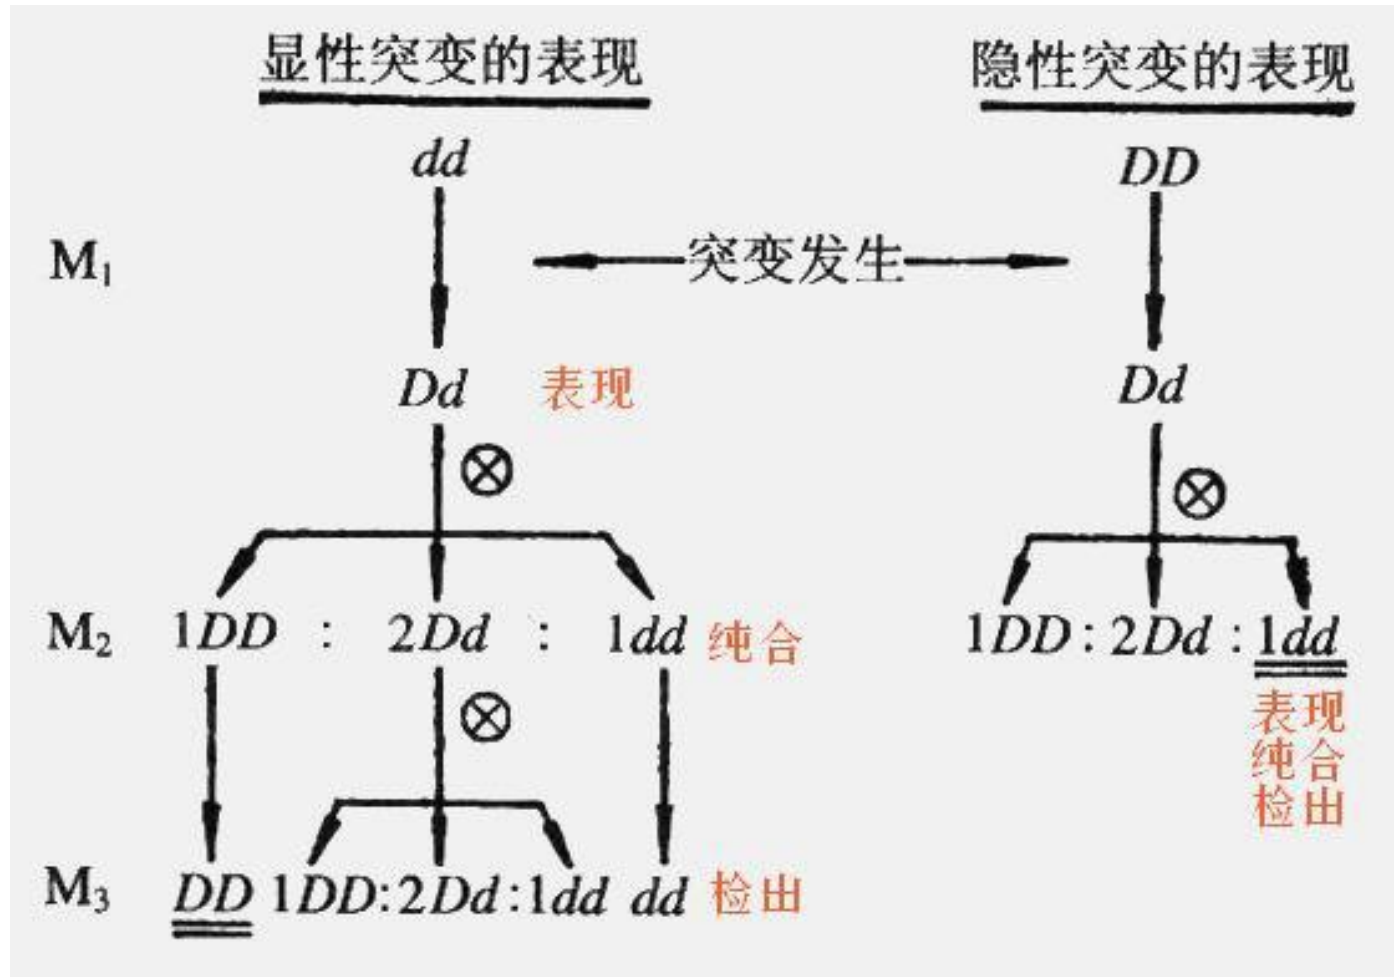 显性突变的表现 隐性突变的表现
dd DD
M₁ 突变发生
Dd 表现 Dd
⊗ ⊗
M₂ 1DD : 2Dd : 1dd 纯合 1DD : 2Dd : 1dd
⊗ 表现
纯合
检出
M₃ DD 1DD:2Dd:1dd dd 检出